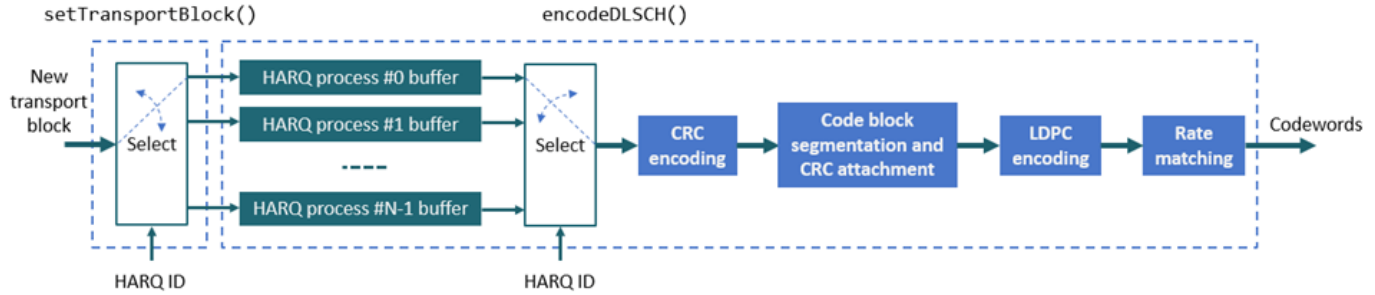 setTransportBlock()
encodeDLSCH()
New
transport
block
Select
HARQ ID
HARQ process #0 buffer
HARQ process #1 buffer
HARQ process #N-1 buffer
Select
HARQ ID
CRC
encoding
Code block
segmentation and
CRC attachment
LDPC
encoding
Rate
matching
Codewords